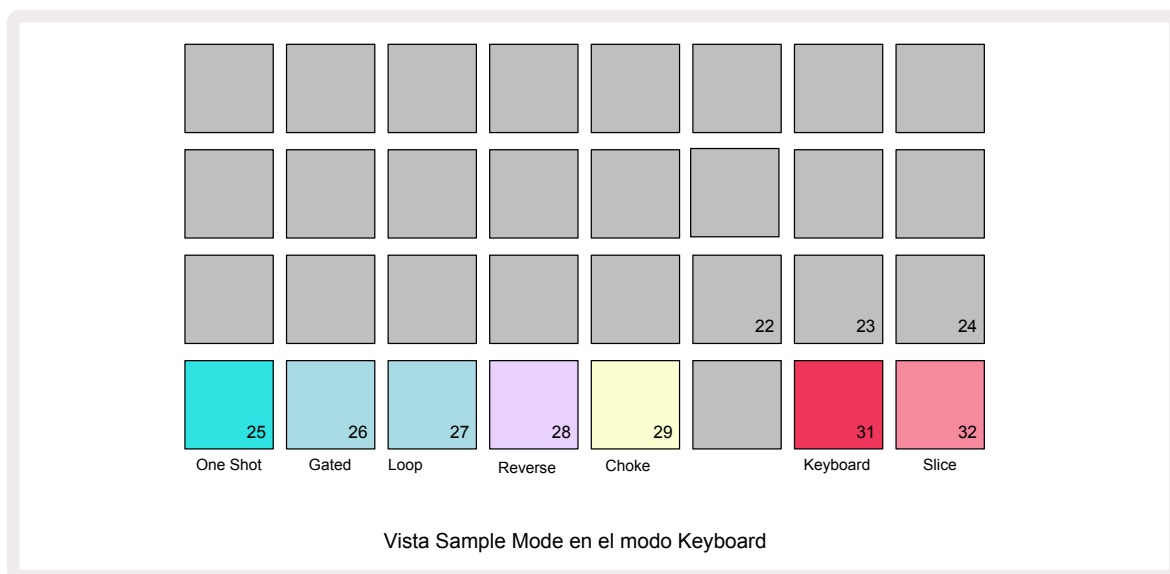 22 23 24
25 26 27 28 29 31 32
One Shot Gated Loop Reverse Choke Keyboard Slice
Vista Sample Mode en el modo Keyboard